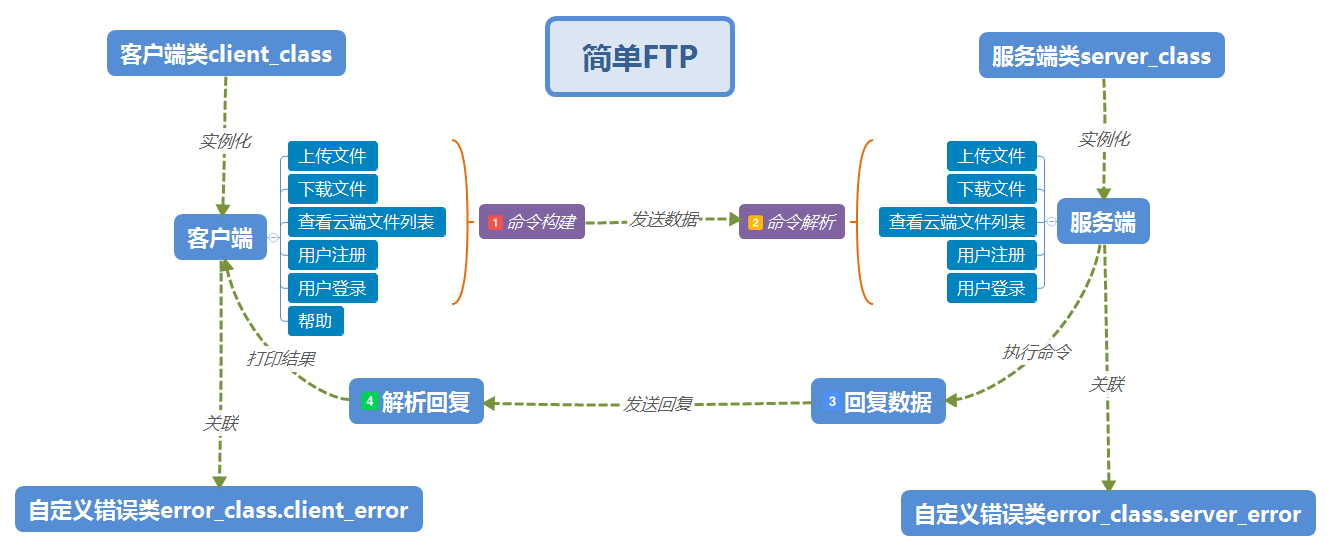 简单FTP
客户端类client_class
服务端类server_class
实例化
实例化
上传文件
下载文件
查看云端文件列表
用户注册
用户登录
帮助
客户端
1 命令构建
发送数据
2 命令解析
上传文件
下载文件
查看云端文件列表
用户注册
用户登录
服务端
打印结果
执行命令
关联
关联
4 解析回复
发送回复
3 回复数据
自定义错误类error_class.client_error
自定义错误类error_class.server_error